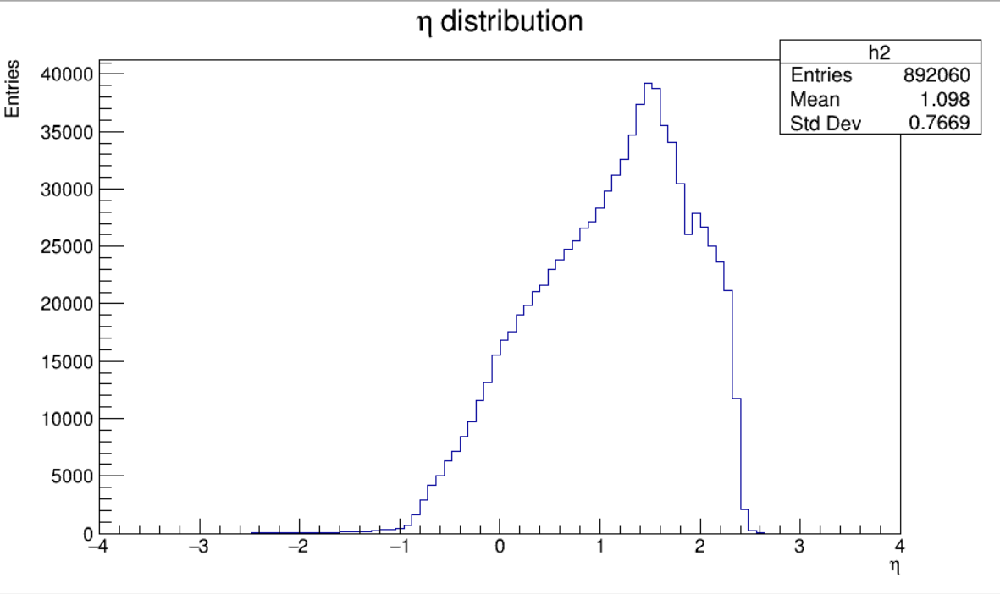 η distribution
h2
Entries 892060
Mean 1.098
Std Dev 0.7669
Entries
40000
35000
30000
25000
20000
15000
10000
5000
0
−4 −3 −2 −1 0 1 2 3 4
η